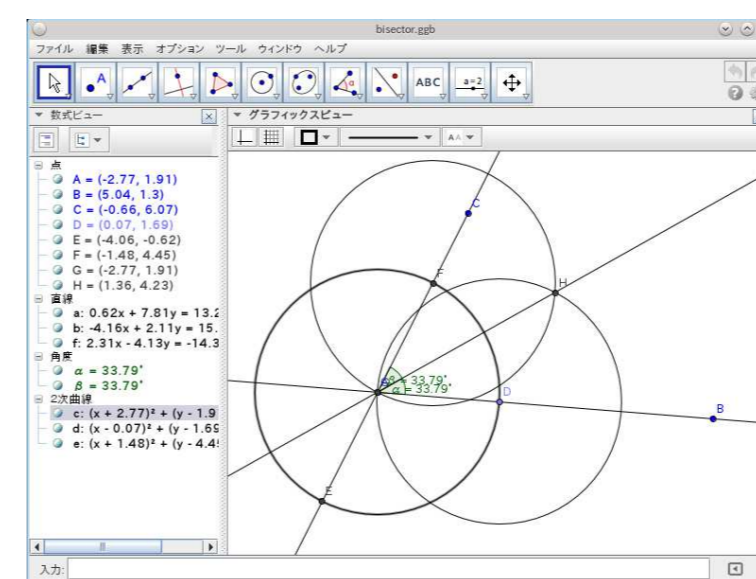 bisector.ggb
ファイル 編集 表示 オプション ツール ウィンドウ ヘルプ
A α ABC a=2
数式ビュー グラフィックスビュー
AA
点
A = (-2.77, 1.91)
B = (5.04, 1.3)
C = (-0.66, 6.07)
D = (0.07, 1.69)
E = (-4.06, -0.62)
F = (-1.48, 4.45)
G = (-2.77, 1.91)
H = (1.36, 4.23)
直線
a: 0.62x + 7.81y = 13.2
b: -4.16x + 2.11y = 15.
f: 2.31x - 4.13y = -14.3
角度
α = 33.79°
β = 33.79°
2次曲線
c: (x + 2.77)² + (y - 1.9
d: (x - 0.07)² + (y - 1.69
e: (x + 1.48)² + (y - 4.4
C
F
H
β = 33.79°
α = 33.79°
D
B
E
入力: